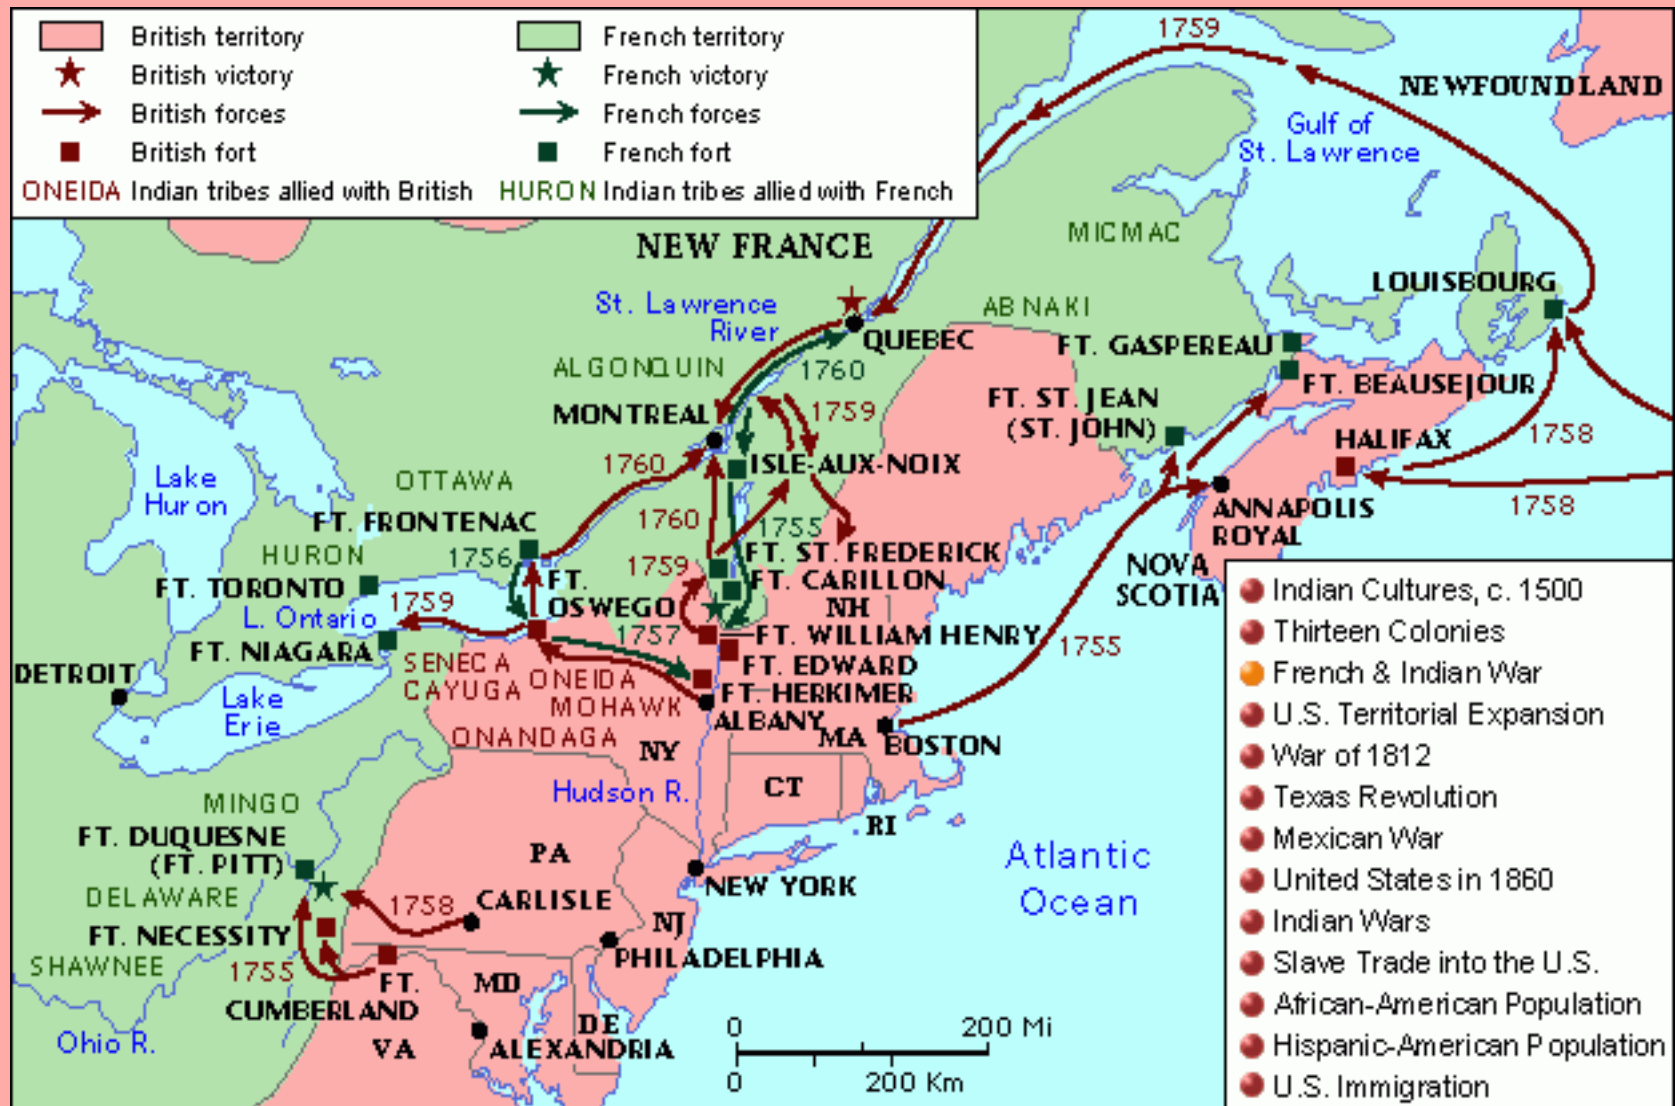 British territory
British victory
British forces
British fort
ONEIDA Indian tribes allied with British
French territory
French victory
French forces
French fort
HURON Indian tribes allied with French
1759
NEWFOUNDLAND
Gulf of
St. Lawrence
MICMAC
NEW FRANCE
LOUISBOURG
St. Lawrence
River
ABNAKI
QUEBEC
FT. GASPEREAU
ALGONQUIN
1760
FT. BEAUSEJOUR
MONTREAL
1759
FT. ST. JEAN
(ST. JOHN)
HALIFAX
1758
1760
ISLE-AUX-NOIX
Lake
Huron
OTTAWA
1758
ANNAPOLIS
ROYAL
FT. FRONTENAC
1760
1755
HURON
1756
FT. ST. FREDERICK
NOVA
SCOTIA
FT. TORONTO
1759
FT. CARILLON
FT.
OSWEGO
NH
1759
L. Ontario
1757
FT. WILLIAM HENRY
1755
FT. NIAGARA
SENECA
CAYUGA
ONEIDA
MOHAWK
FT. EDWARD
FT. HERKIMER
DETROIT
Lake
Erie
ALBANY
ONANDAGA
NY
MA
BOSTON
Hudson R.
CT
RI
MINGO
FT. DUQUESNE
(FT. PITT)
PA
Atlantic
Ocean
NEW YORK
DELAWARE
1758
CARLISLE
FT. NECESSITY
NJ
PHILADELPHIA
SHAWNEE
1755
FT.
CUMBERLAND
MD
DE
Ohio R.
VA
ALEXANDRIA
0 200 Mi
0 200 Km
Indian Cultures, c. 1500
Thirteen Colonies
French & Indian War
U.S. Territorial Expansion
War of 1812
Texas Revolution
Mexican War
United States in 1860
Indian Wars
Slave Trade into the U.S.
African-American Population
Hispanic-American Population
U.S. Immigration